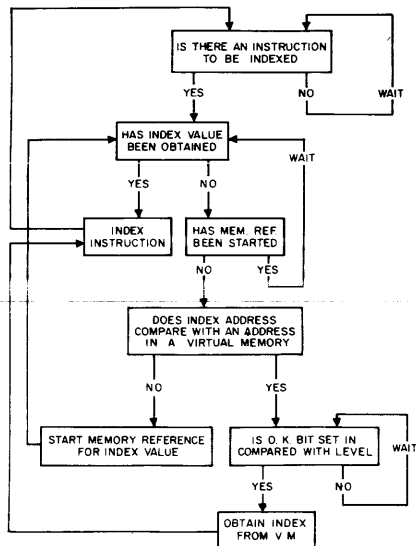 IS THERE AN INSTRUCTION
TO BE INDEXED
YES
NO
WAIT
HAS INDEX VALUE
BEEN OBTAINED
WAIT
YES
NO
INDEX
INSTRUCTION
HAS MEM. REF.
BEEN STARTED
NO
YES
DOES INDEX ADDRESS
COMPARE WITH AN ADDRESS
IN A VIRTUAL MEMORY
NO
YES
START MEMORY REFERENCE
FOR INDEX VALUE
IS O. K. BIT SET IN
COMPARED WITH LEVEL
WAIT
YES
NO
OBTAIN INDEX
FROM V M